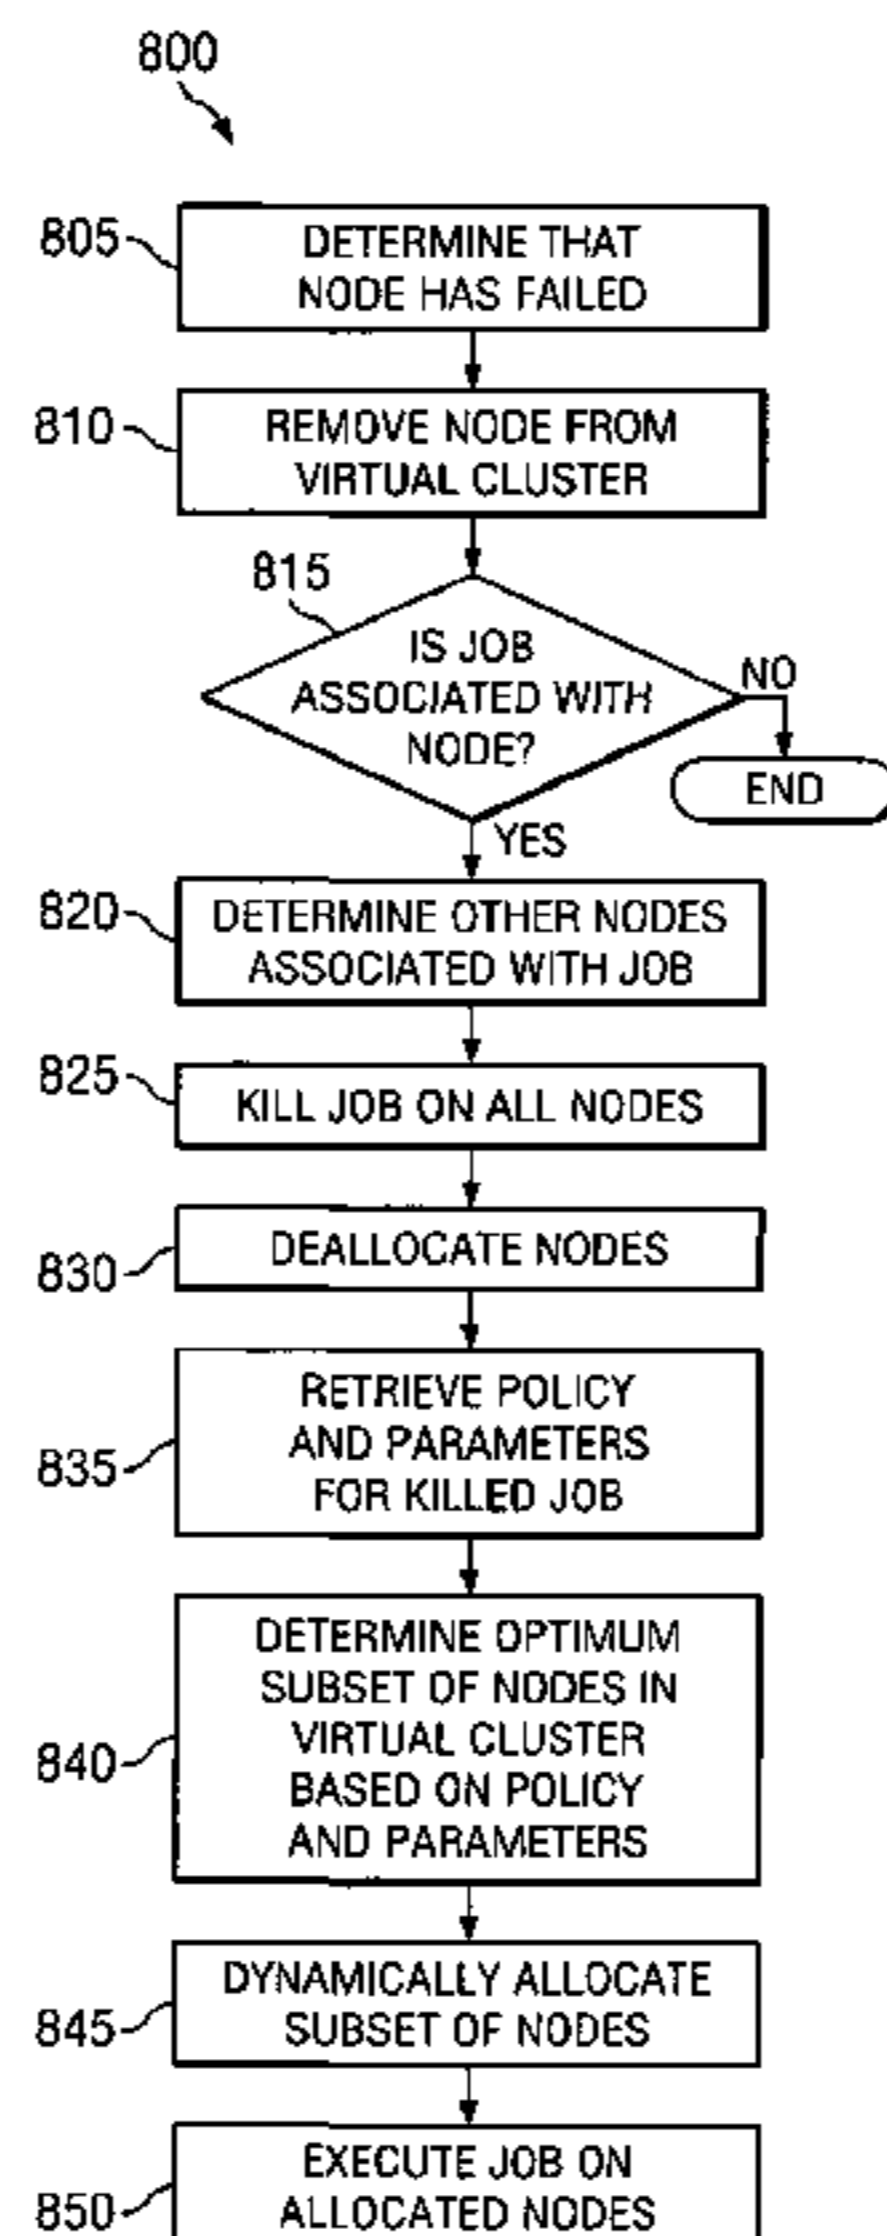 800
805
DETERMINE THAT
NODE HAS FAILED
810
REMOVE NODE FROM
VIRTUAL CLUSTER
815
IS JOB
ASSOCIATED WITH
NODE?
NO
END
YES
820
DETERMINE OTHER NODES
ASSOCIATED WITH JOB
825
KILL JOB ON ALL NODES
830
DEALLOCATE NODES
835
RETRIEVE POLICY
AND PARAMETERS
FOR KILLED JOB
840
DETERMINE OPTIMUM
SUBSET OF NODES IN
VIRTUAL CLUSTER
BASED ON POLICY
AND PARAMETERS
845
DYNAMICALLY ALLOCATE
SUBSET OF NODES
850
EXECUTE JOB ON
ALLOCATED NODES